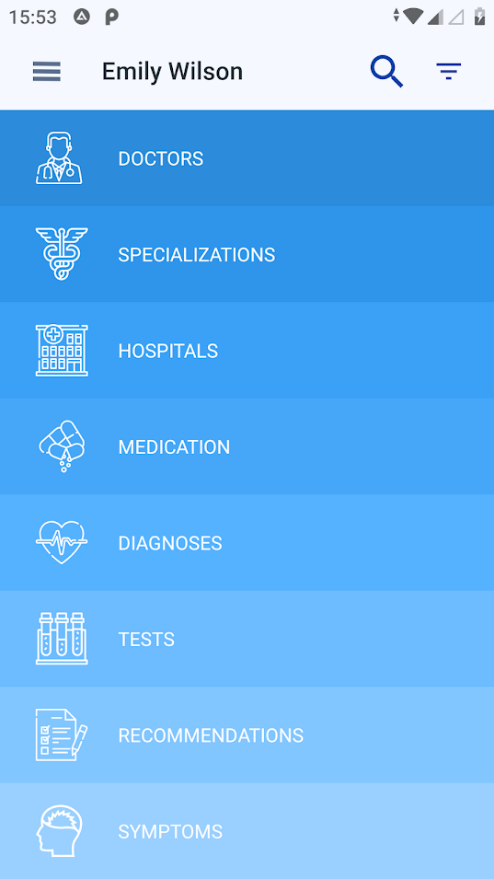 15:53
Emily Wilson
DOCTORS
SPECIALIZATIONS
HOSPITALS
MEDICATION
DIAGNOSES
TESTS
RECOMMENDATIONS
SYMPTOMS